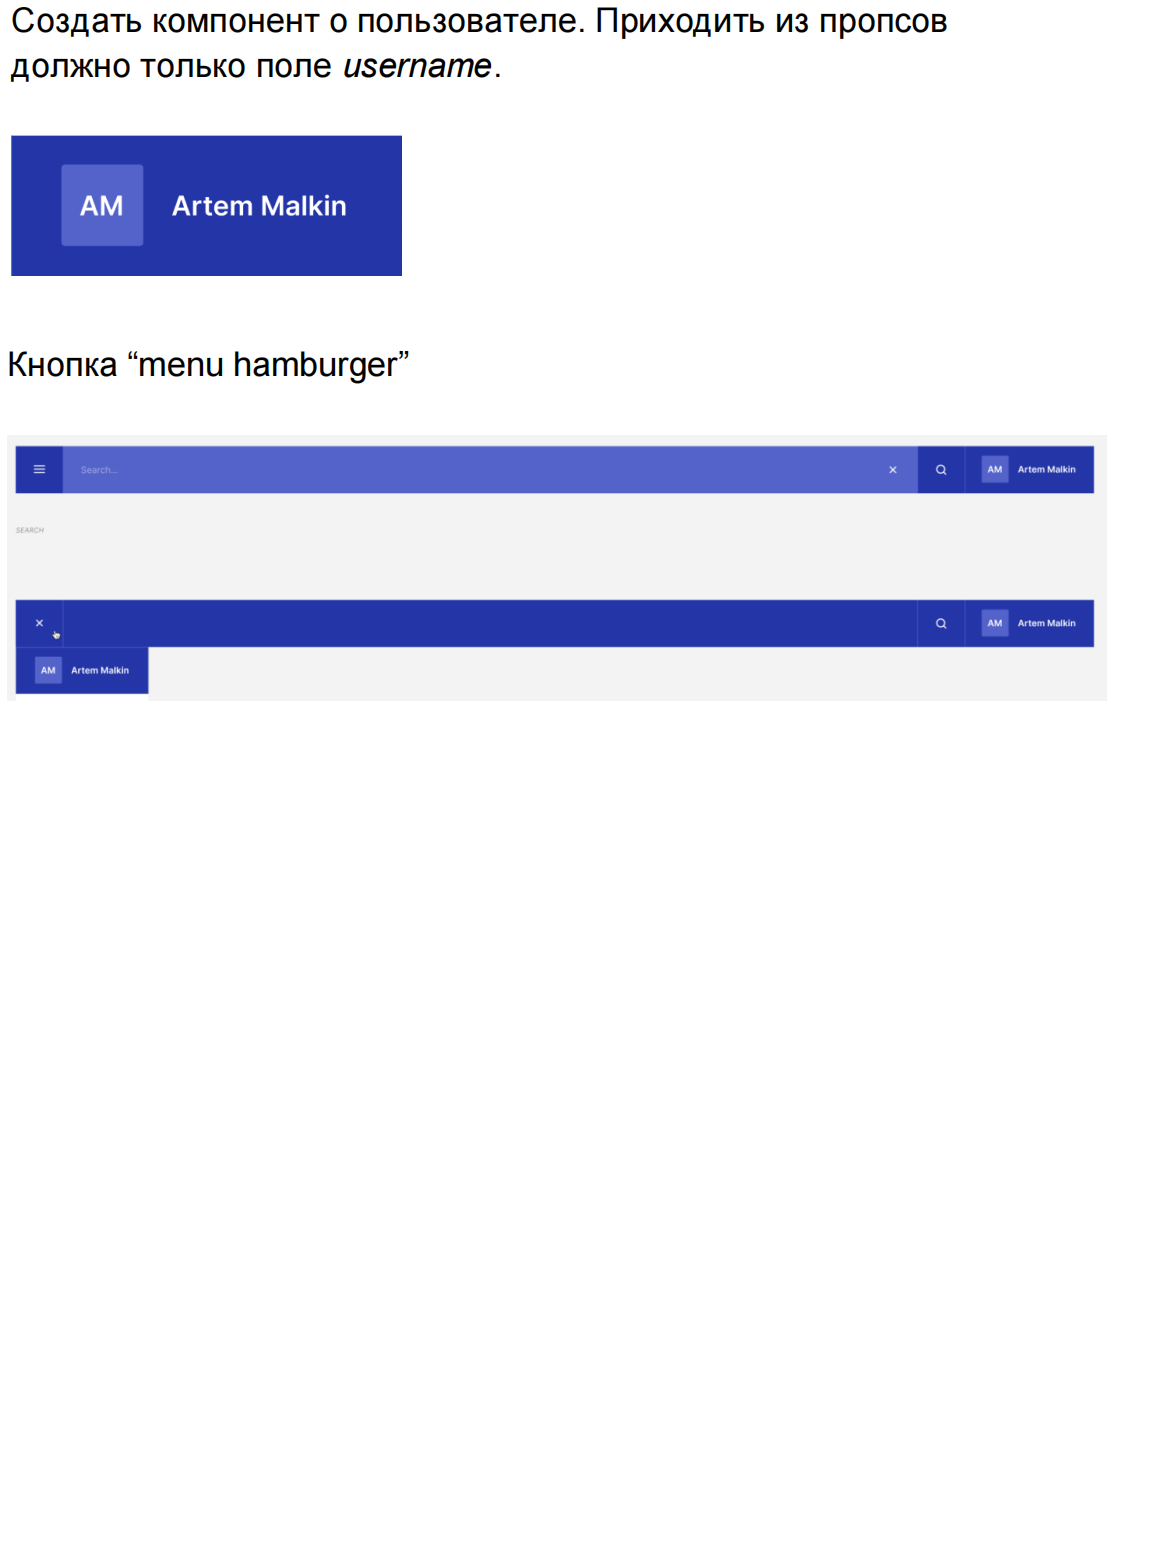 Создать компонент о пользователе. Приходить из пропсов
должно только поле username.
AM Artem Malkin
Кнопка “menu hamburger”
Search... AM Artem Malkin
SEARCH
AM Artem Malkin
AM Artem Malkin